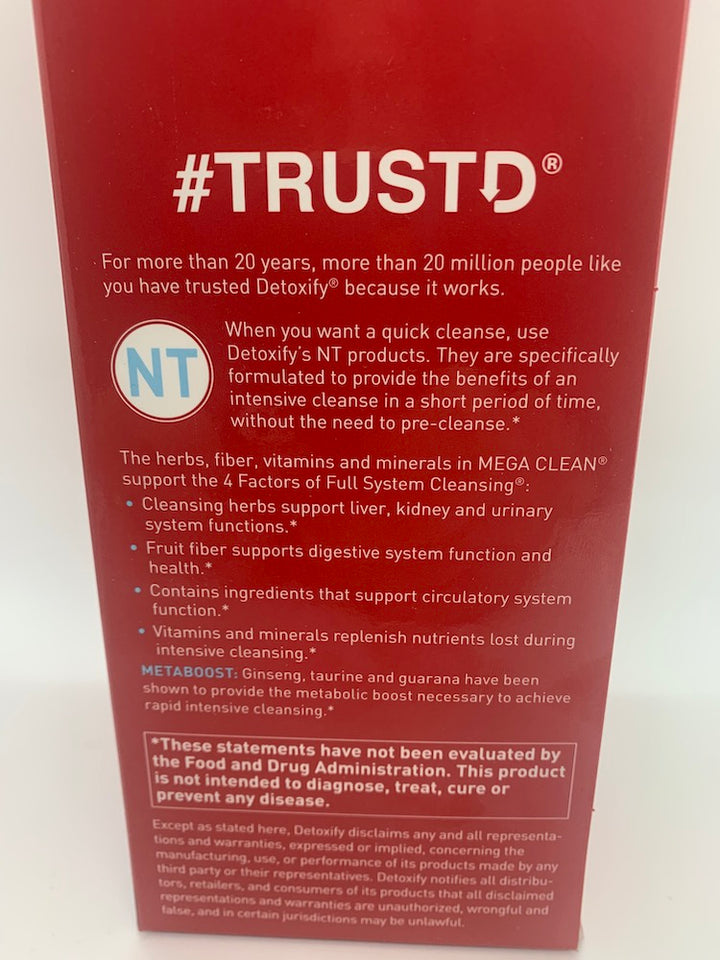 #TRUSTD®
For more than 20 years, more than 20 million people like
you have trusted Detoxify® because it works.
NT
When you want a quick cleanse, use
Detoxify's NT products. They are specifically
formulated to provide the benefits of an
intensive cleanse in a short period of time,
without the need to pre-cleanse.*
The herbs, fiber, vitamins and minerals in MEGA CLEAN®
support the 4 Factors of Full System Cleansing®:
• Cleansing herbs support liver, kidney and urinary
system functions.*
• Fruit fiber supports digestive system function and
health.*
• Contains ingredients that support circulatory system
function.*
• Vitamins and minerals replenish nutrients lost during
intensive cleansing.*
METABOOST: Ginseng, taurine and guarana have been
shown to provide the metabolic boost necessary to achieve
rapid intensive cleansing.*
*These statements have not been evaluated by
the Food and Drug Administration. This product
is not intended to diagnose, treat, cure or
prevent any disease.
Except as stated here, Detoxify disclaims any and all representa-
tions and warranties, expressed or implied, concerning the
manufacturing, use, or performance of its products made by any
third party or their representatives. Detoxify notifies all distribu-
tors, retailers, and consumers of its products that all disclaimed
representations and warranties are unauthorized, wrongful and
false, and in certain jurisdictions may be unlawful.